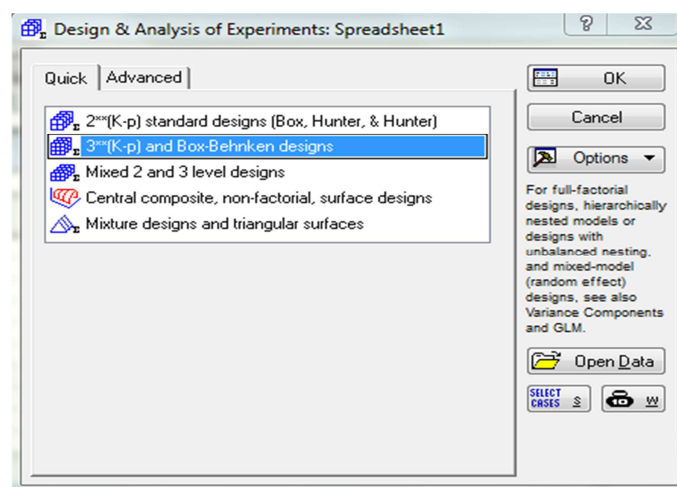 Design & Analysis of Experiments: Spreadsheet1
Quick
Advanced
2**(K-p) standard designs (Box, Hunter, & Hunter)
3**(K-p) and Box-Behnken designs
Mixed 2 and 3 level designs
Central composite, non-factorial, surface designs
Mixture designs and triangular surfaces
OK
Cancel
Options
For full-factorial
designs, hierarchically
nested models or
designs with
unbalanced nesting,
and mixed-model
(random effect)
designs, see also
Variance Components
and GLM.
Open Data
SELECT
CASES S
W